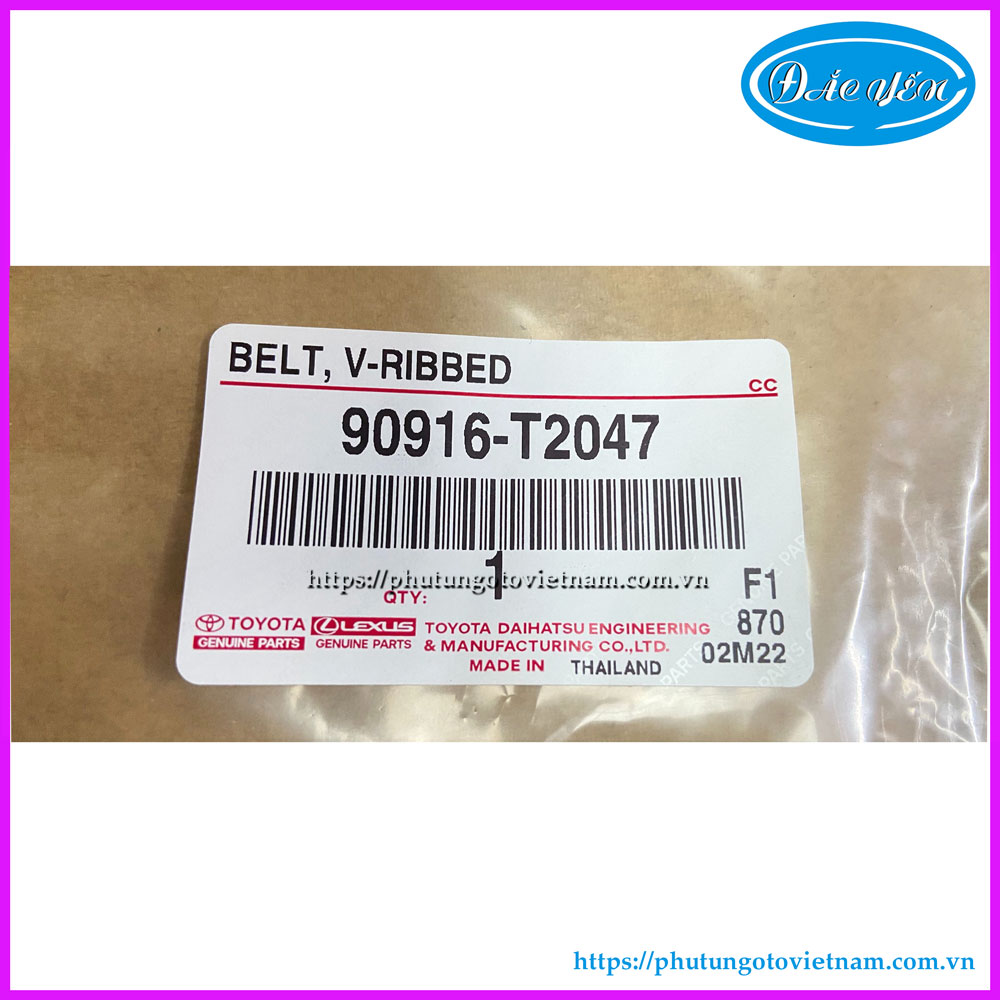 ĐẮC YẾN
BELT, V-RIBBED
CC
90916-T2047
1
https://phutungotovietnam.com.vn
QTY:
F1
TOYOTA LEXUS TOYOTA DAIHATSU ENGINEERING 870
GENUINE PARTS GENUINE PARTS & MANUFACTURING CO.,LTD. 02M22
MADE IN THAILAND
https://phutungotovietnam.com.vn